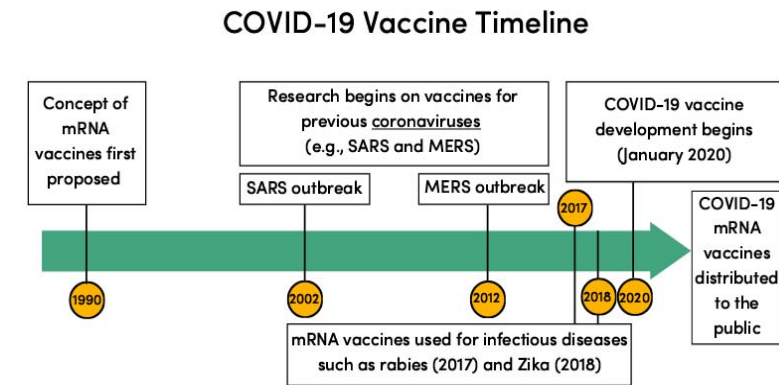 COVID-19 Vaccine Timeline
Concept of
mRNA
vaccines first
proposed
Research begins on vaccines for
previous coronaviruses
(e.g., SARS and MERS)
COVID-19 vaccine
development begins
(January 2020)
SARS outbreak
MERS outbreak
2017
COVID-19
mRNA
vaccines
distributed
to the
public
1990
2002
2012
2018
2020
mRNA vaccines used for infectious diseases
such as rabies (2017) and Zika (2018)